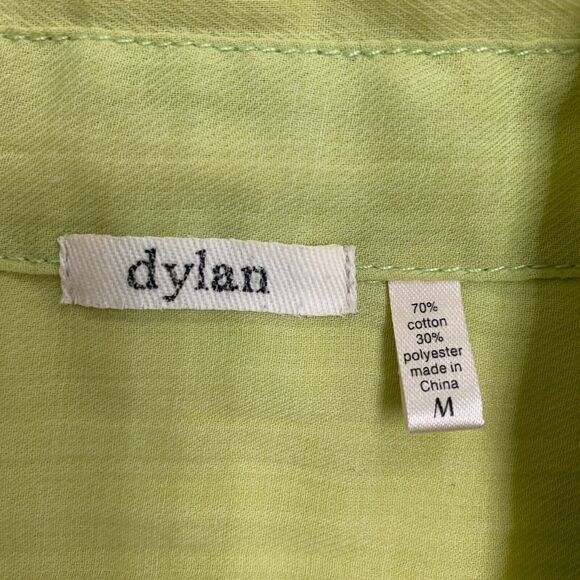 dylan
70%
cotton
30%
polyester
made in
China
M